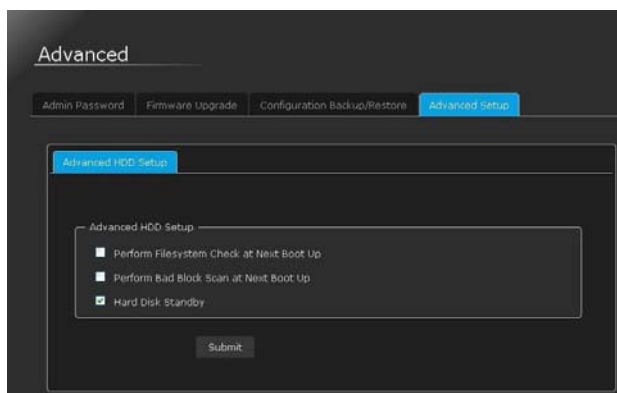 Advanced
Admin Password Firmware Upgrade Configuration Backup/Restore Advanced Setup
Advanced HDD Setup
Advanced HDD Setup
Perform Filesystem Check at Next Boot Up
Perform Bad Block Scan at Next Boot Up
Hard Disk Standby
Submit